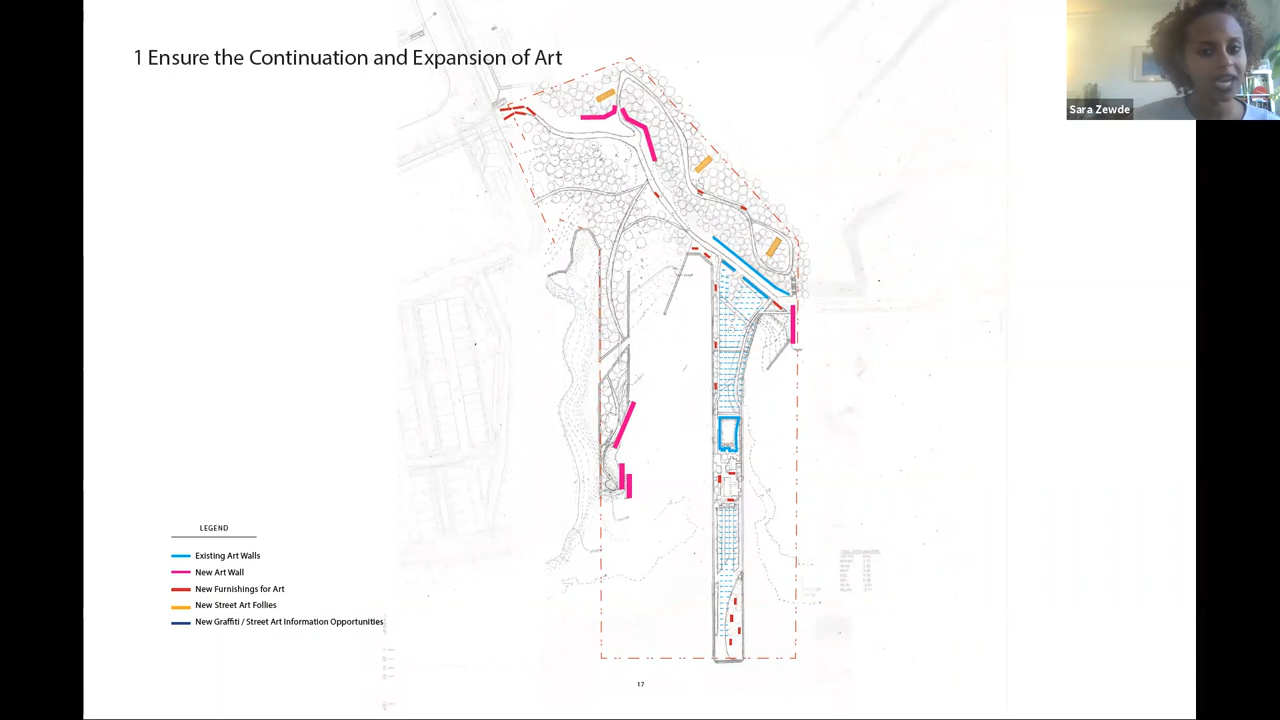 1 Ensure the Continuation and Expansion of Art
Sara Zewde
LEGEND
Existing Art Walls
New Art Wall
New Furnishings for Art
New Street Art Follies
New Graffiti / Street Art Information Opportunities
17